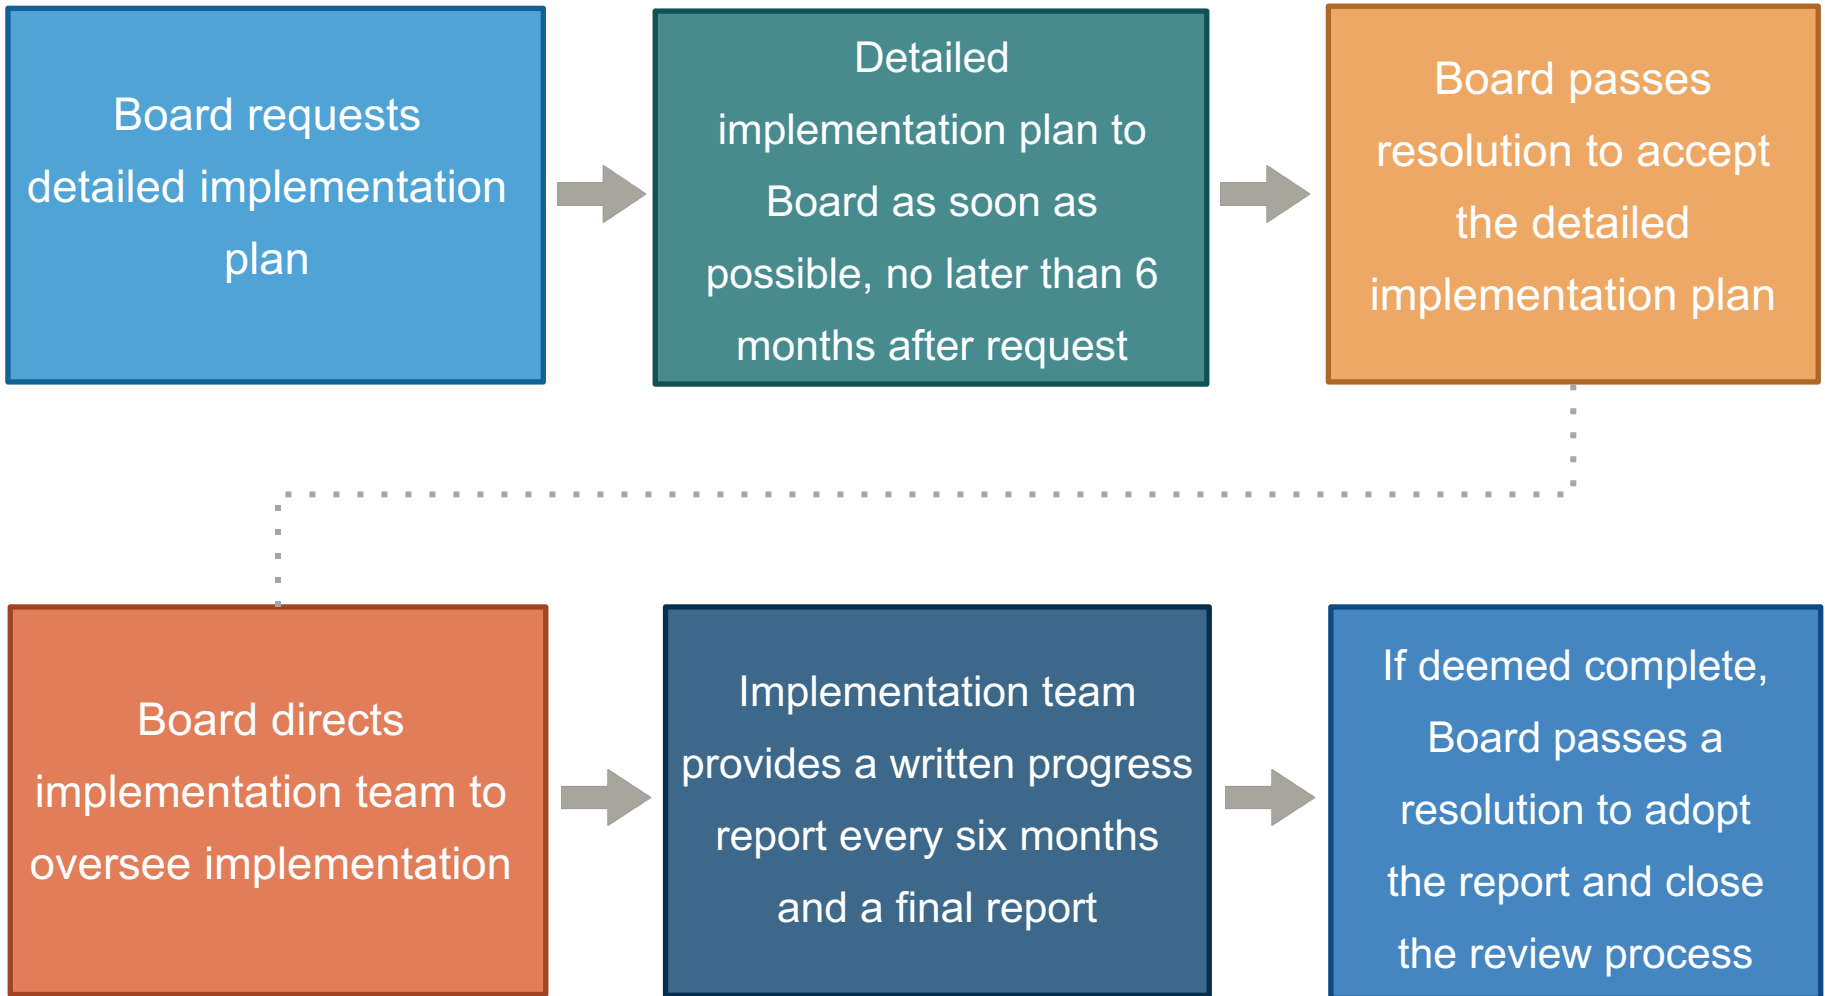 Board requests
detailed implementation
plan
Detailed
implementation plan to
Board as soon as
possible, no later than 6
months after request
Board passes
resolution to accept
the detailed
implementation plan
Board directs
implementation team to
oversee implementation
Implementation team
provides a written progress
report every six months
and a final report
If deemed complete,
Board passes a
resolution to adopt
the report and close
the review process